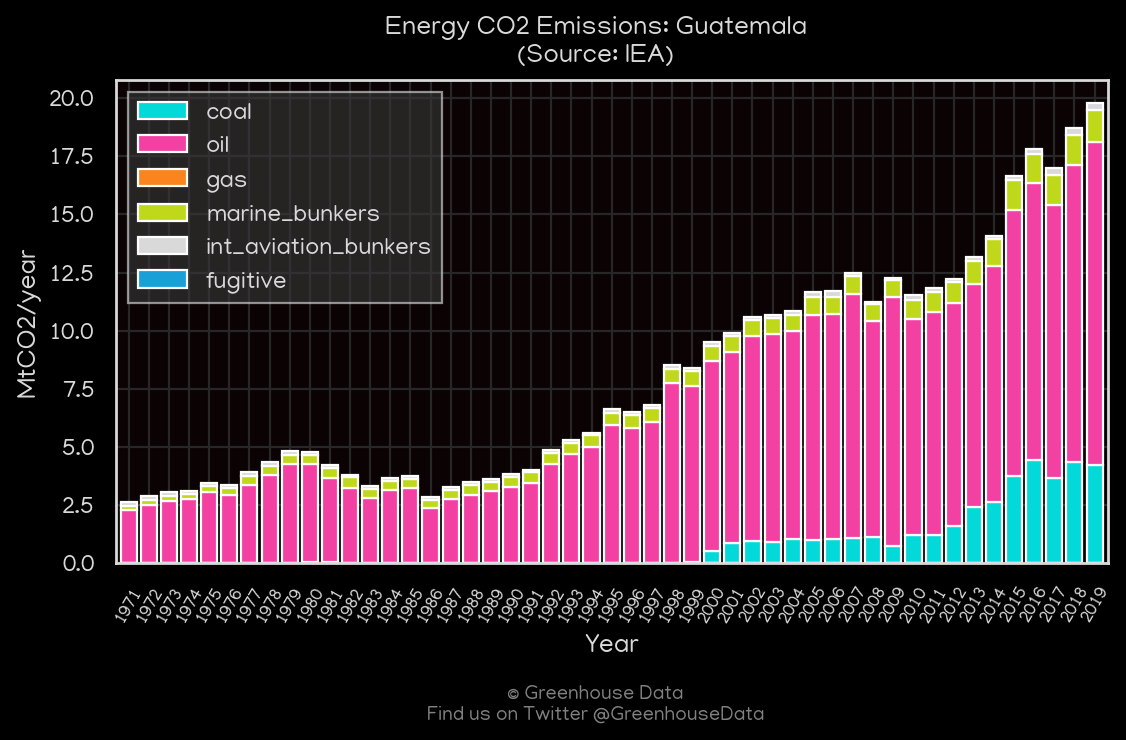 Energy CO2 Emissions: Guatemala
(Source: IEA)
MtCO2/year
20.0
17.5
15.0
12.5
10.0
7.5
5.0
2.5
0.0
coal
oil
gas
marine_bunkers
int_aviation_bunkers
fugitive
1971 1972 1973 1974 1975 1976 1977 1978 1979 1980 1981 1982 1983 1984 1985 1986 1987 1988 1989 1990 1991 1992 1993 1994 1995 1996 1997 1998 1999 2000 2001 2002 2003 2004 2005 2006 2007 2008 2009 2010 2011 2012 2013 2014 2015 2016 2017 2018 2019
Year
© Greenhouse Data
Find us on Twitter @GreenhouseData